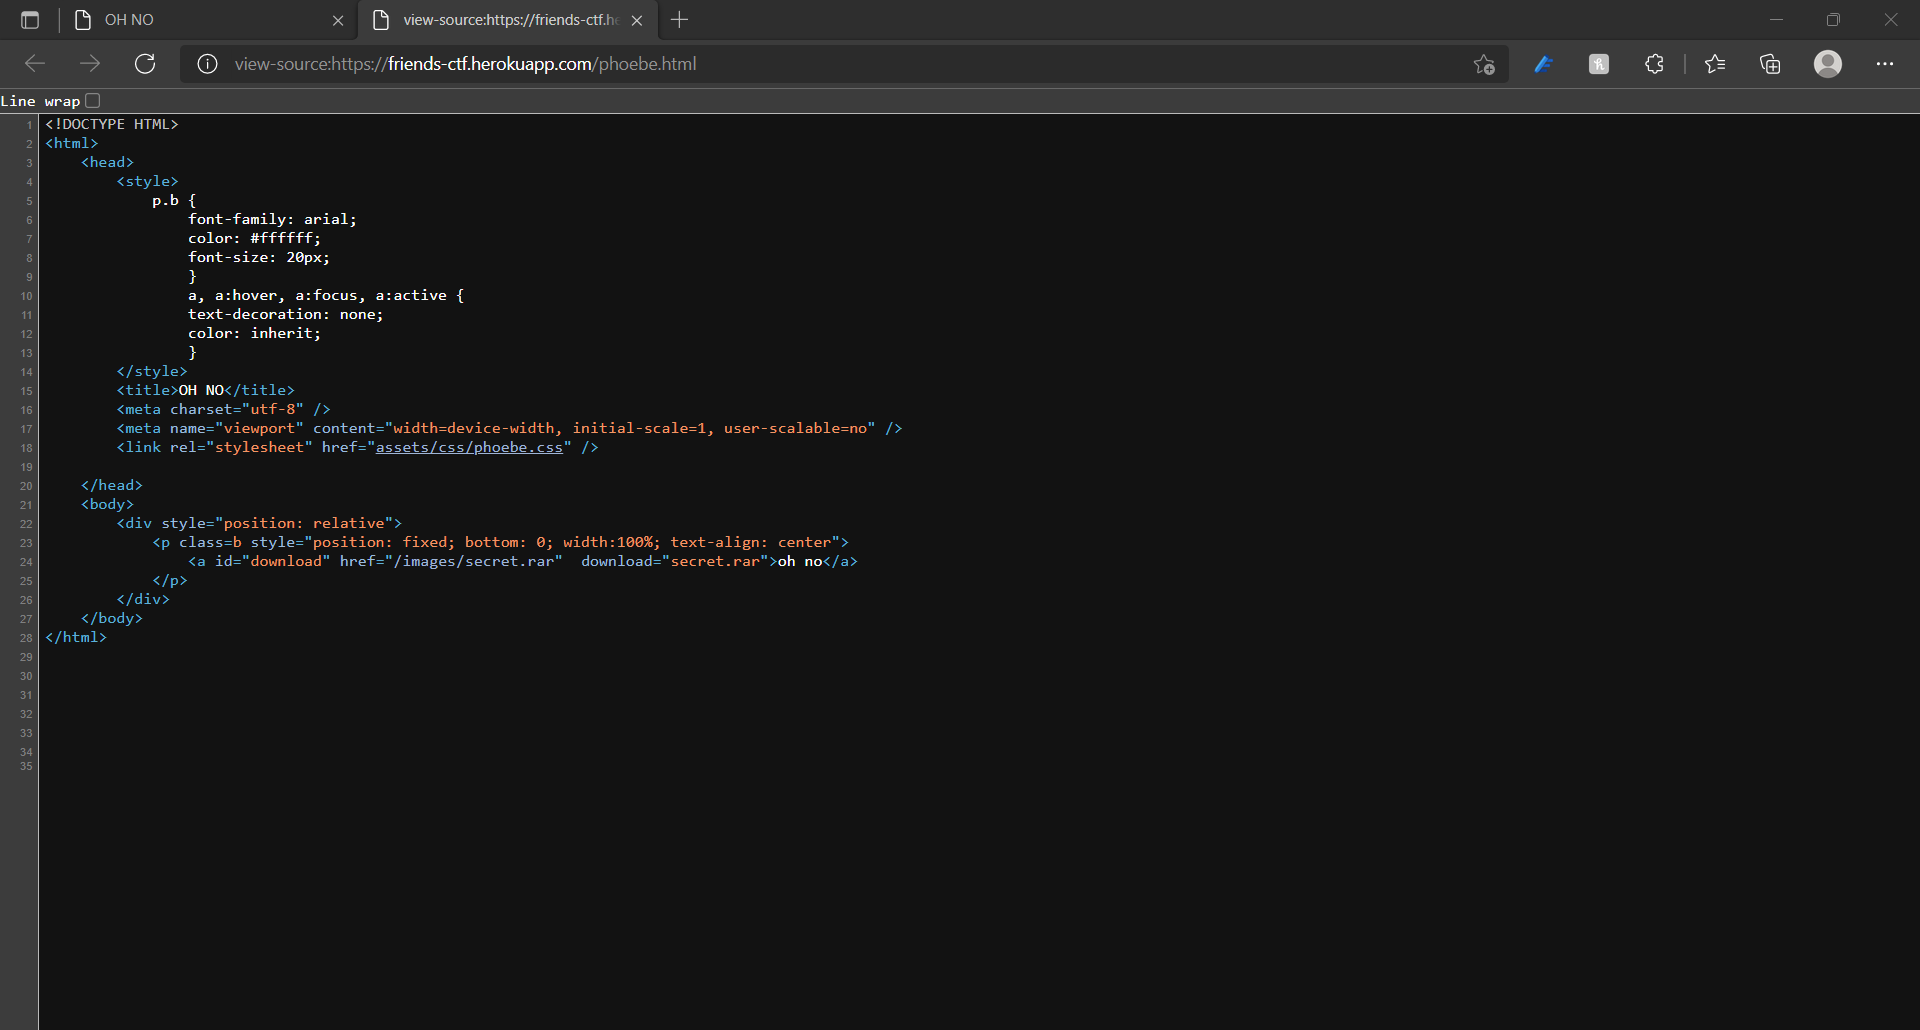 OH NO
view-source:https://friends-ctf.he
view-source:https://friends-ctf.herokuapp.com/phoebe.html
Line wrap
1 <!DOCTYPE HTML>
2 <html>
3 <head>
4 <style>
5 p.b {
6 font-family: arial;
7 color: #ffffff;
8 font-size: 20px;
9 }
10 a, a:hover, a:focus, a:active {
11 text-decoration: none;
12 color: inherit;
13 }
14 </style>
15 <title>OH NO</title>
16 <meta charset="utf-8" />
17 <meta name="viewport" content="width=device-width, initial-scale=1, user-scalable=no" />
18 <link rel="stylesheet" href="assets/css/phoebe.css" />
19
20 </head>
21 <body>
22 <div style="position: relative">
23 <p class=b style="position: fixed; bottom: 0; width:100%; text-align: center">
24 <a id="download" href="/images/secret.rar"  download="secret.rar">oh no</a>
25 </p>
26 </div>
27 </body>
28 </html>
29
30
31
32
33
34
35